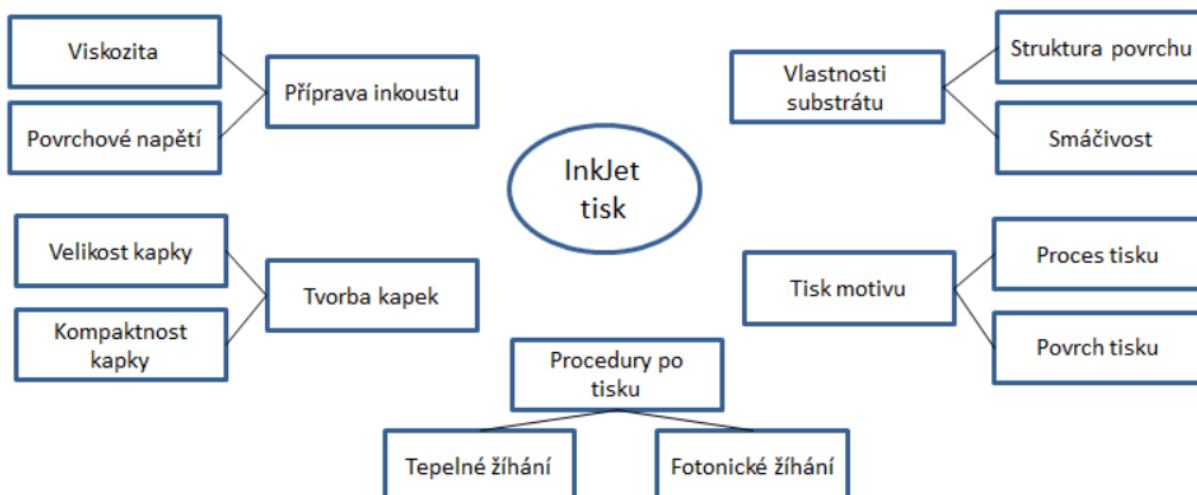 Viskozita
Povrchové napětí
Příprava inkoustu
Velikost kapky
Kompaktnost
kapky
Tvorba kapek
InkJet
tisk
Vlastnosti
substrátu
Struktura povrchu
Smáčivost
Tisk motivu
Proces tisku
Povrch tisku
Procedury po
tisku
Tepelné žíhání
Fotonické žíhání